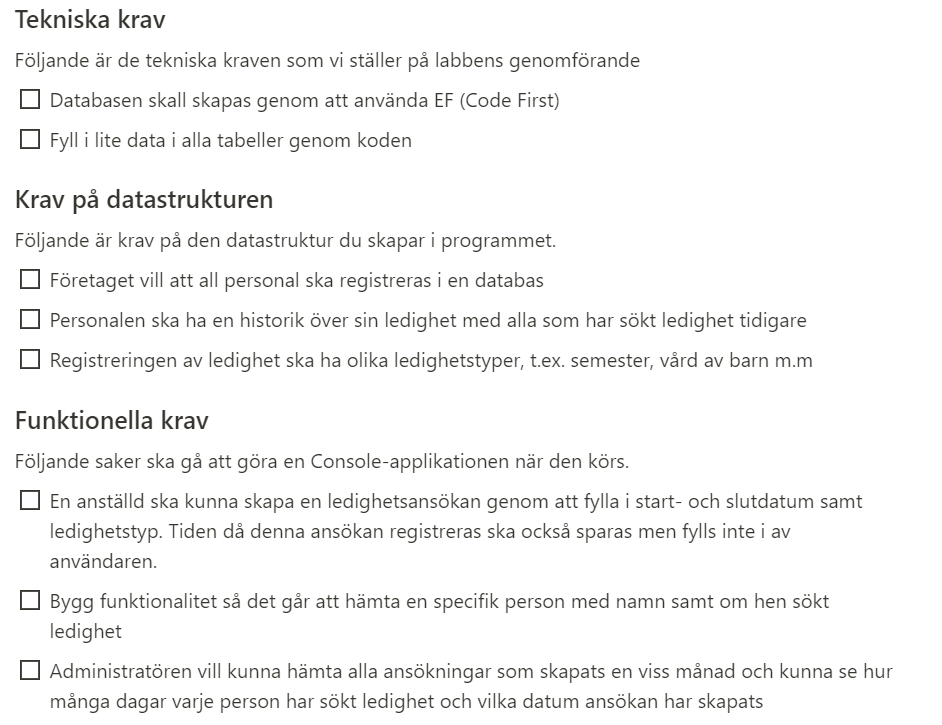 Tekniska krav
Följande är de tekniska kraven som vi ställer på labbens genomförande
Databasen skall skapas genom att använda EF (Code First)
Fyll i lite data i alla tabeller genom koden
Krav på datastrukturen
Följande är krav på den datastruktur du skapar i programmet.
Företaget vill att all personal ska registreras i en databas
Personalen ska ha en historik över sin ledighet med alla som har sökt ledighet tidigare
Registreringen av ledighet ska ha olika ledighetstyper, t.ex. semester, vård av barn m.m
Funktionella krav
Följande saker ska gå att göra en Console-applikationen när den körs.
En anställd ska kunna skapa en ledighetsansökan genom att fylla i start- och slutdatum samt
ledighetstyp. Tiden då denna ansökan registreras ska också sparas men fylls inte i av
användaren.
Bygg funktionalitet så det går att hämta en specifik person med namn samt om hen sökt
ledighet
Administratören vill kunna hämta alla ansökningar som skapats en viss månad och kunna se hur
många dagar varje person har sökt ledighet och vilka datum ansökan har skapats